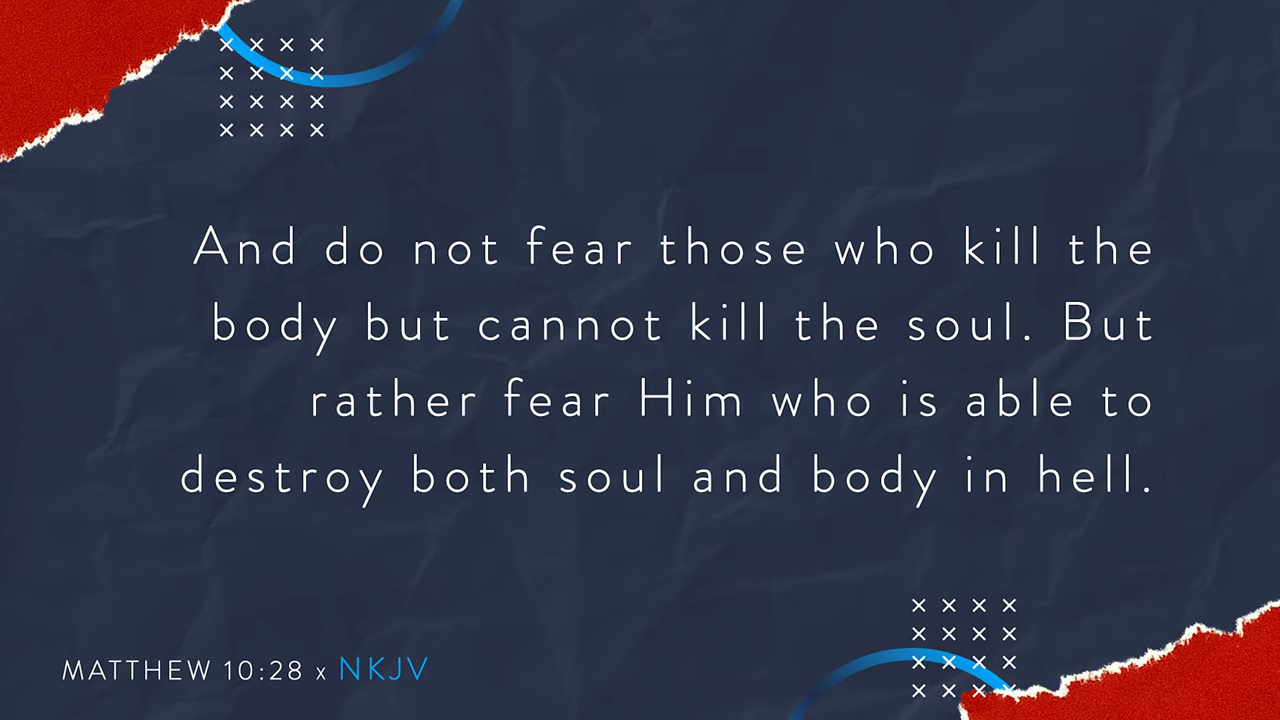 And do not fear those who kill the
body but cannot kill the soul. But
rather fear Him who is able to
destroy both soul and body in hell.
MATTHEW 10:28 x NKJV